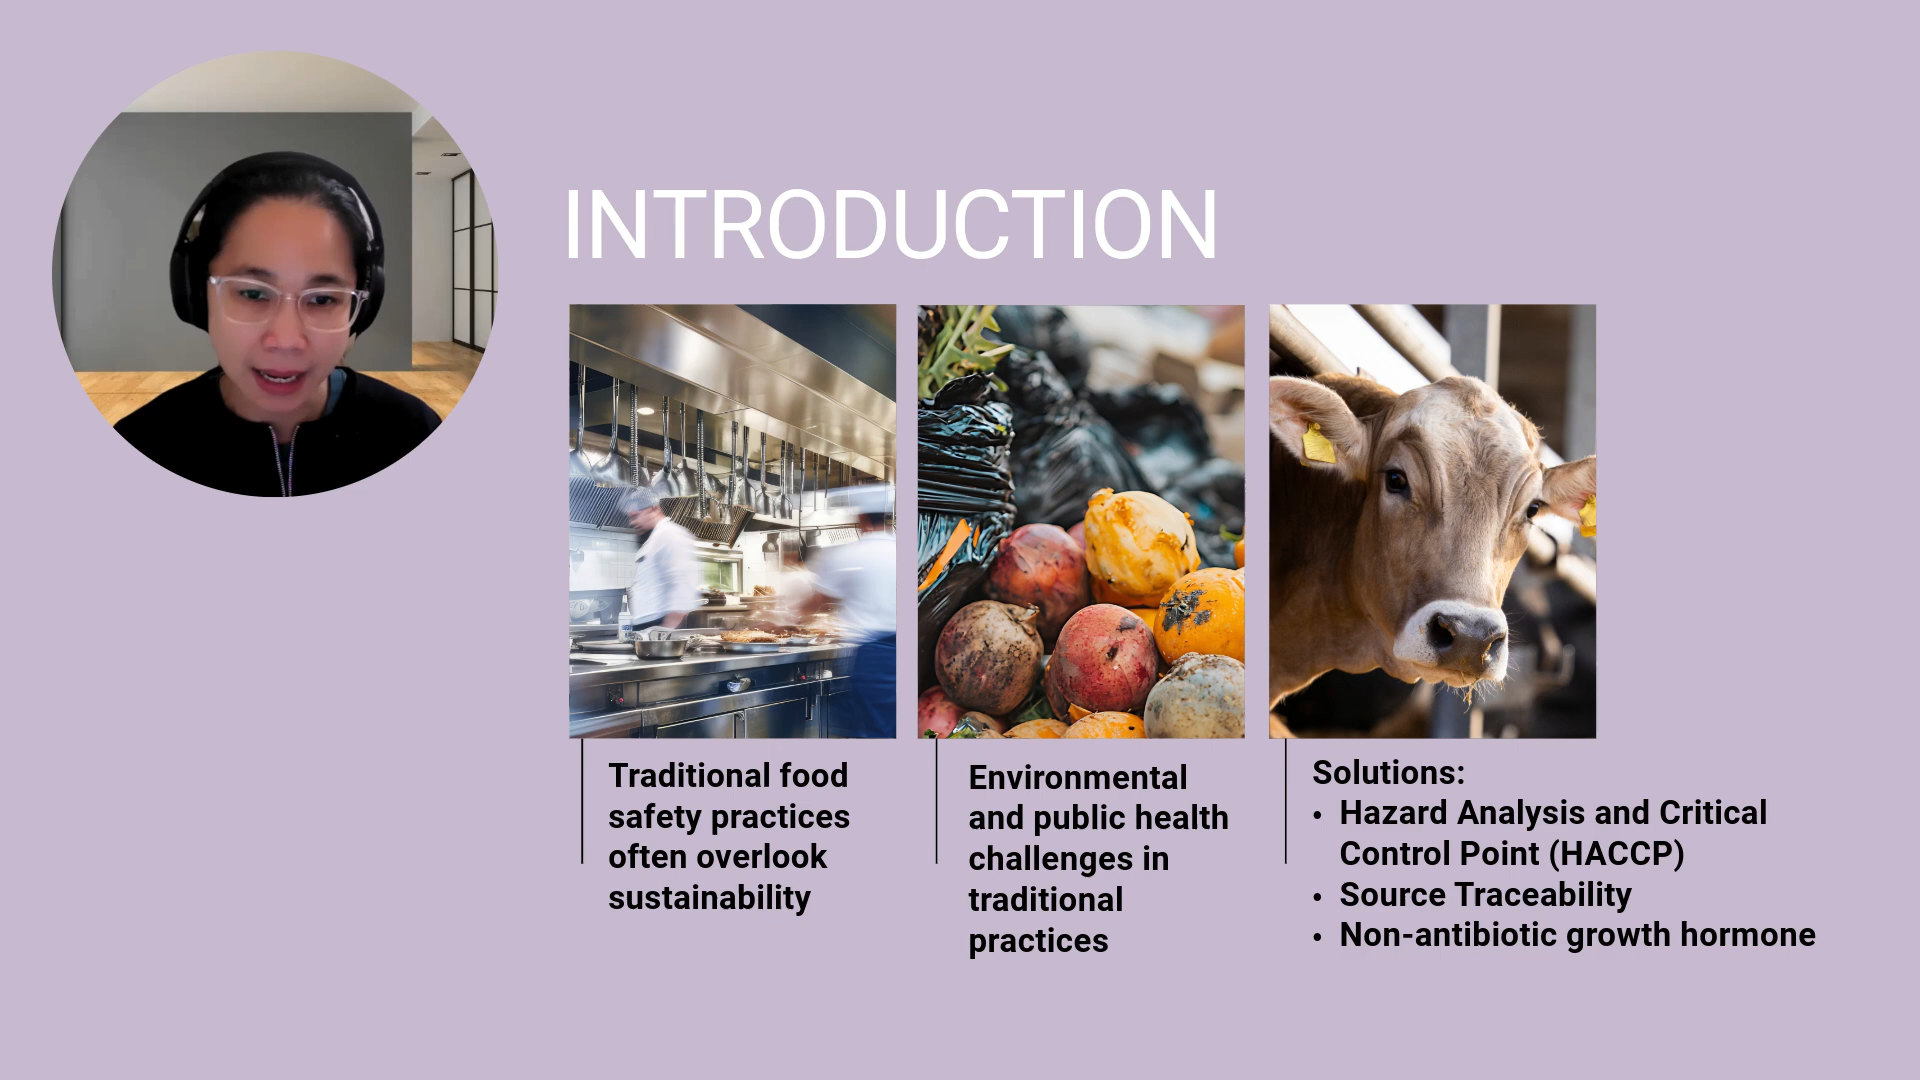 INTRODUCTION
Traditional food
safety practices
often overlook
sustainability
Environmental
and public health
challenges in
traditional
practices
Solutions:
• Hazard Analysis and Critical
Control Point (HACCP)
• Source Traceability
• Non-antibiotic growth hormone